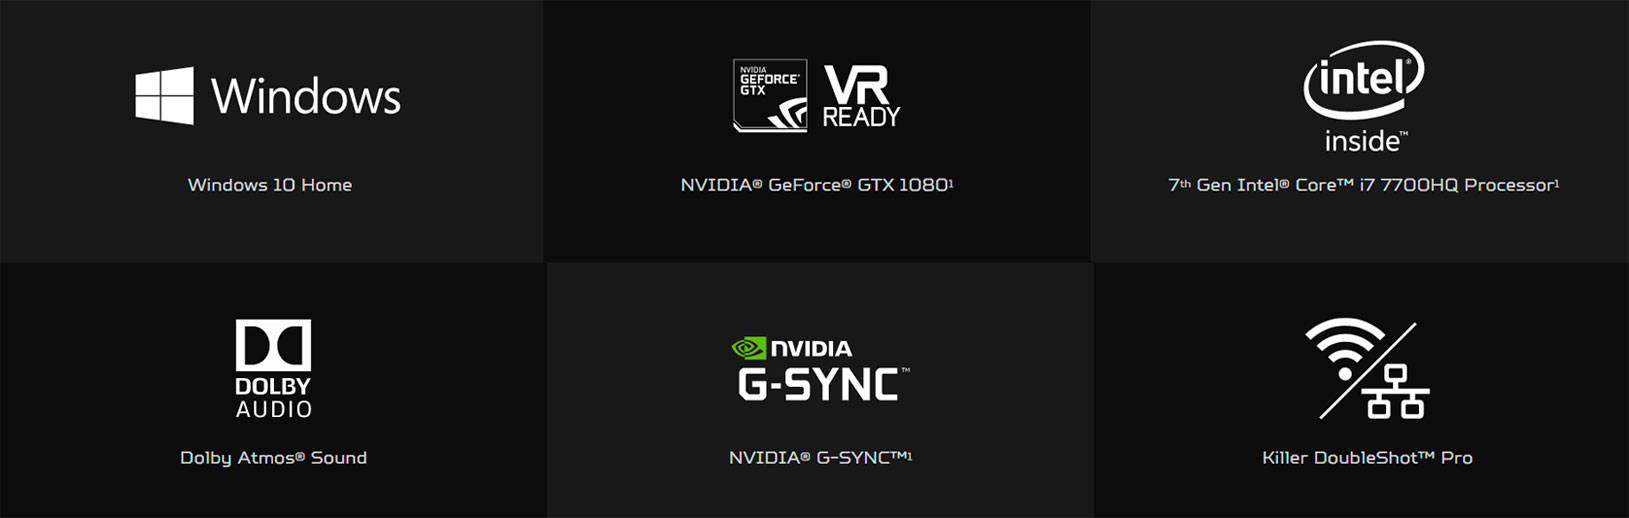 Windows
Windows 10 Home
NVIDIA®
GEFORCE®
GTX
VR
READY
NVIDIA® GeForce® GTX 1080¹
intel®
inside™
7th Gen Intel® Core™ i7 7700HQ Processor¹
DOLBY
AUDIO
Dolby Atmos® Sound
NVIDIA
G-SYNC™
NVIDIA® G-SYNC™¹
Killer DoubleShot™ Pro